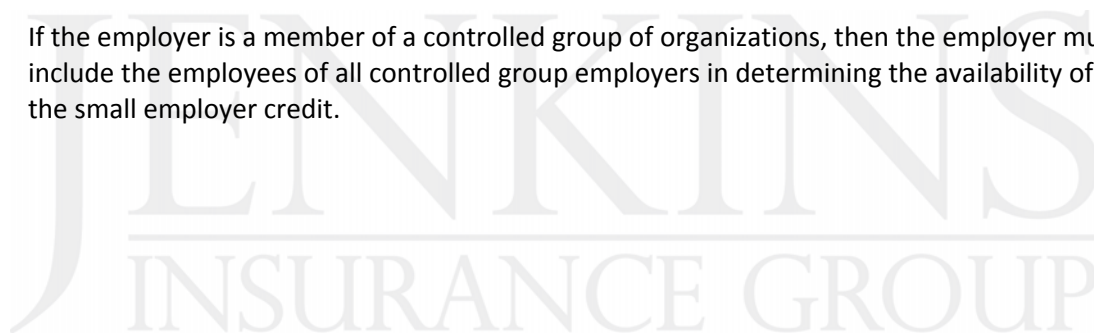 If the employer is a member of a controlled group of organizations, then the employer mu
include the employees of all controlled group employers in determining the availability of
the small employer credit.
JENKINS
INSURANCE GROUP